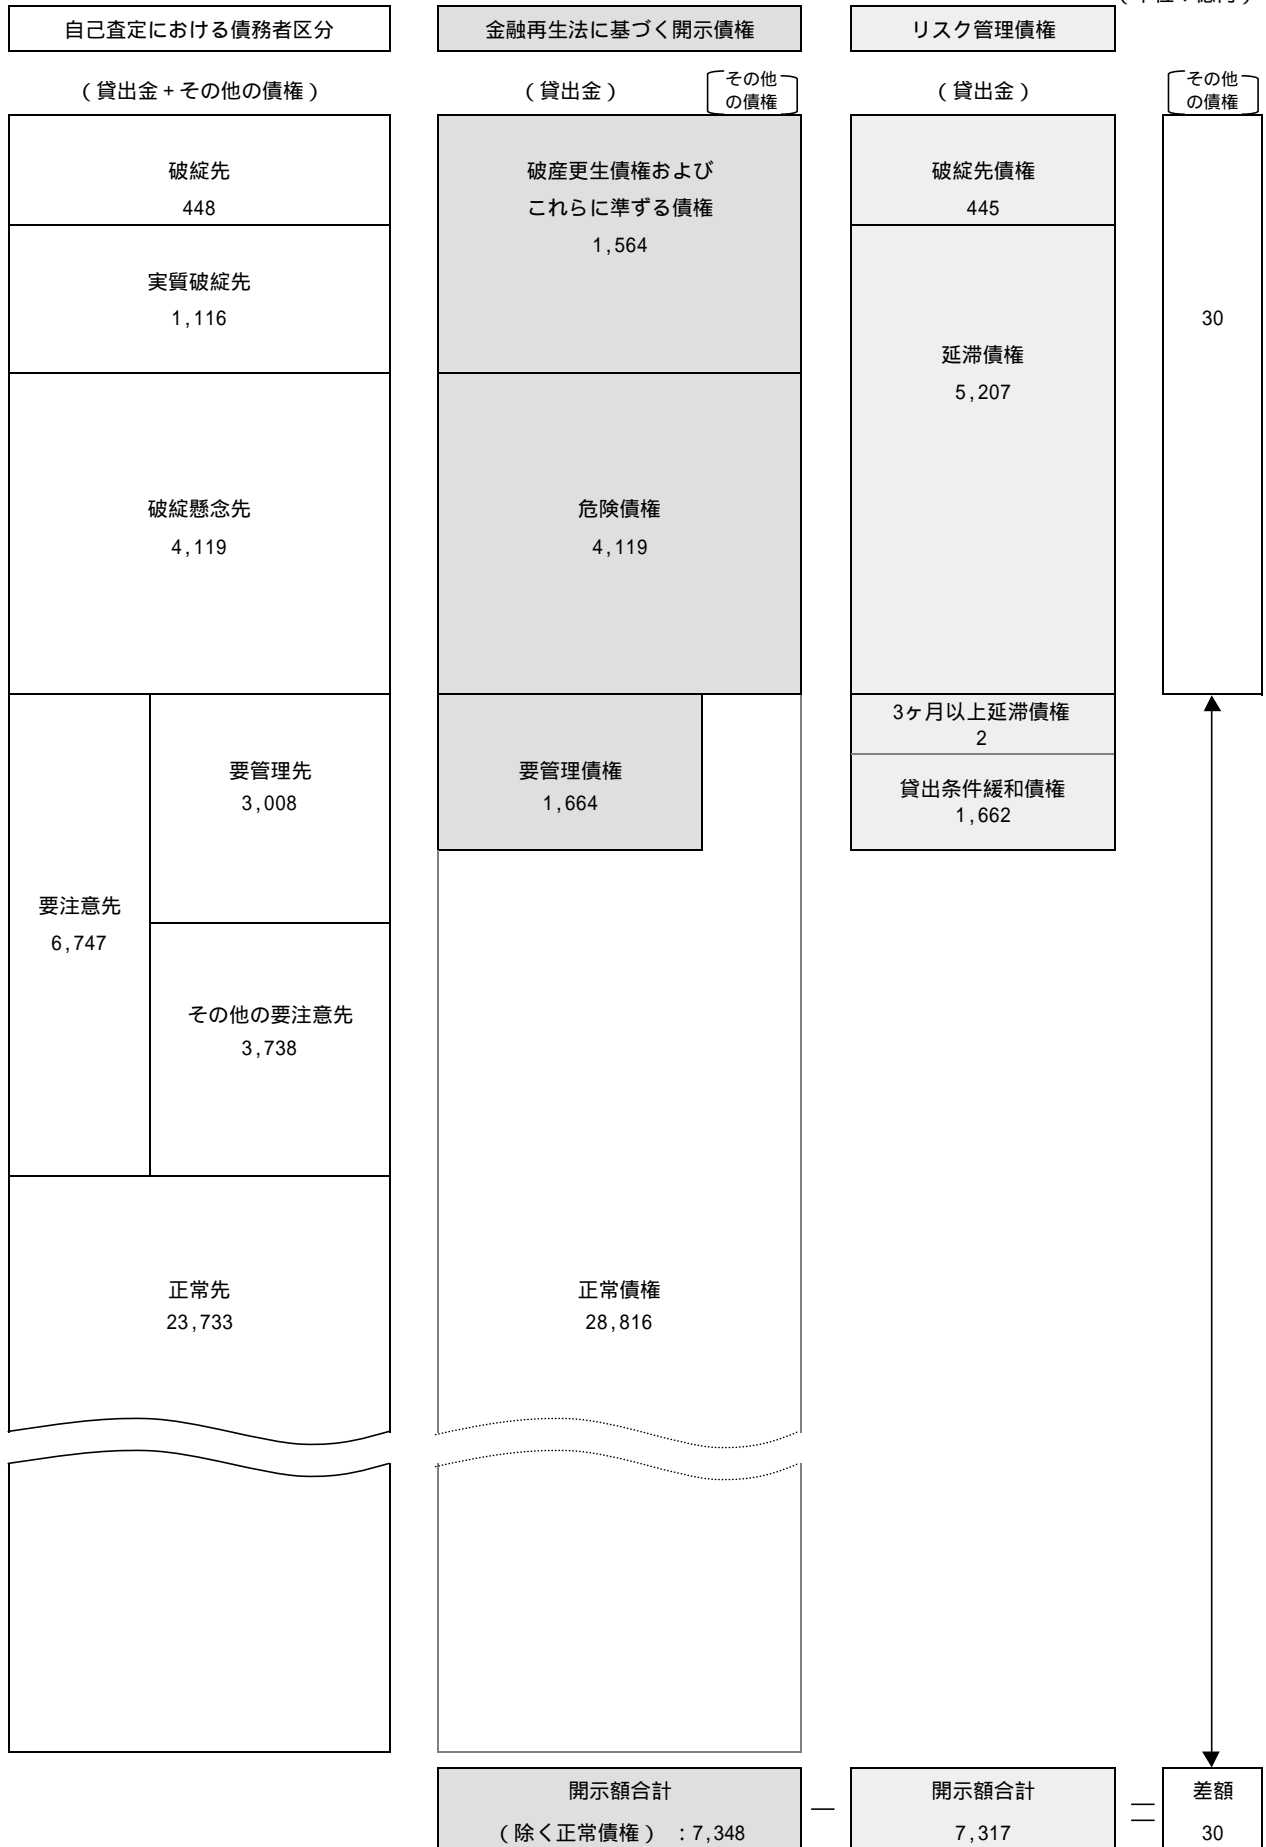 自己査定における債務者区分
金融再生法に基づく開示債権
リスク管理債権
（貸出金＋その他の債権）
（貸出金）
その他
の債権
（貸出金）
その他
の債権
破綻先
448
破産更生債権および
これらに準ずる債権
1,564
破綻先債権
445
実質破綻先
1,116
延滞債権
5,207
30
破綻懸念先
4,119
危険債権
4,119
要注意先
6,747
要管理先
3,008
要管理債権
1,664
3ヶ月以上延滞債権
2
貸出条件緩和債権
1,662
その他の要注意先
3,738
正常先
23,733
正常債権
28,816
開示額合計
（除く正常債権）：7,348
－
開示額合計
7,317
＝
差額
30